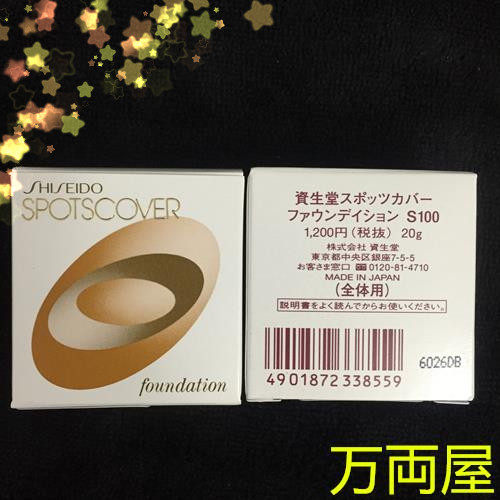 SHISEIDO
SPOTSCOVER
foundation
資生堂スポッツカバー
ファウンデイション S100
1,200円(税抜) 20g
株式会社 資生堂
東京都中央区銀座7-5-5
お客さま窓口 0120-81-4710
MADE IN JAPAN
(全体用)
説明書をよく読んでからお使いください。
4901872338559
6026DB
万両屋